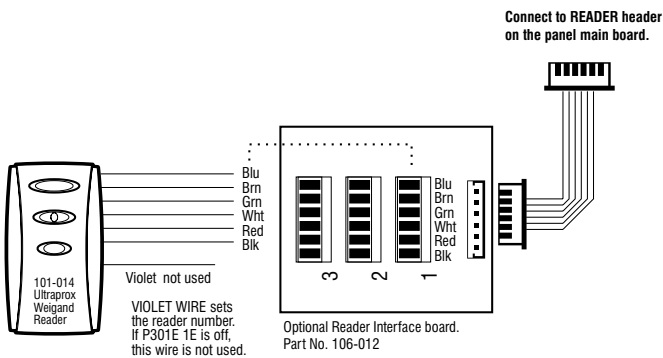 Connect to READER header
on the panel main board.
Blu
Brn
Grn
Wht
Red
Blk
Violet not used
101-014
Ultraprox
Weigand
Reader
VIOLET WIRE sets
the reader number.
If P301E 1E is off,
this wire is not used.
3
2
1
Blu
Brn
Grn
Wht
Red
Blk
Optional Reader Interface board.
Part No. 106-012